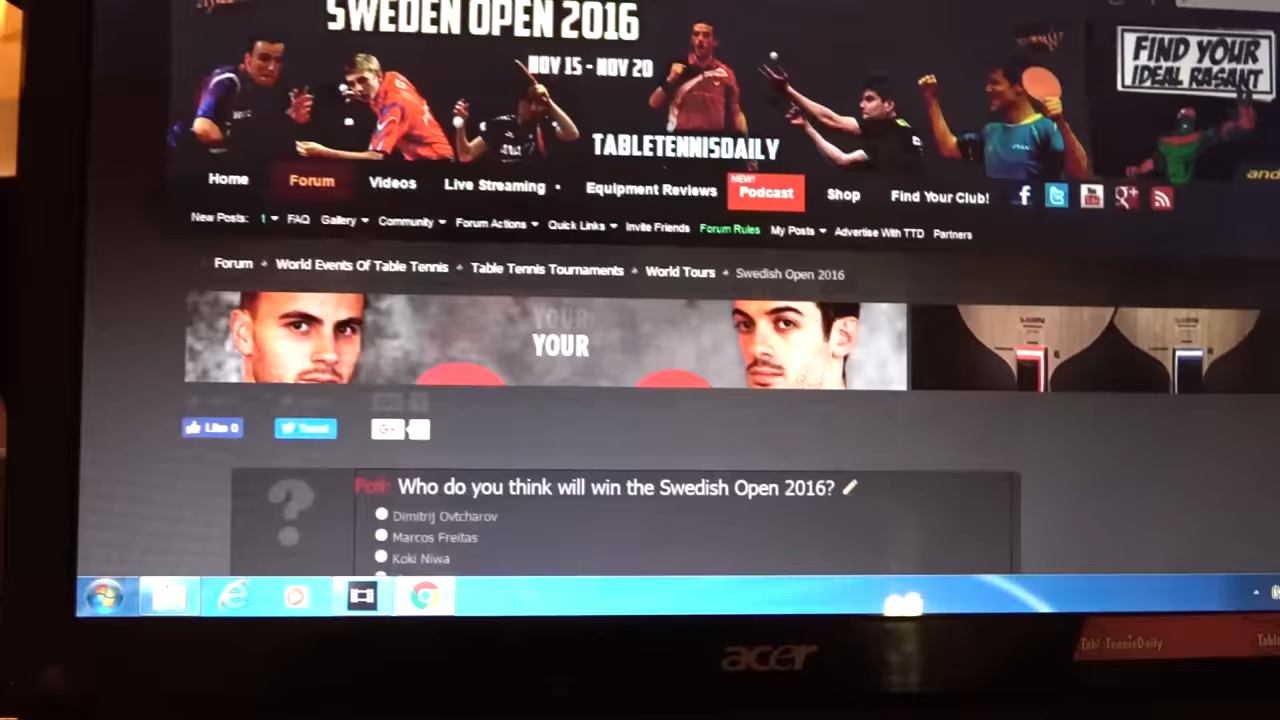 SWEDEN OPEN 2016
NOV 15 - NOV 20
TABLETENNISDAILY
FIND YOUR
IDEAL RASANT
and
Home Forum Videos Live Streaming Equipment Reviews NEW! Podcast Shop Find Your Club!
New Posts: FAQ Gallery Community Forum Actions Quick Links Invite Friends Forum Rules My Posts Advertise With TTD Partners
Forum World Events Of Table Tennis Table Tennis Tournaments World Tours Swedish Open 2016
YOUR
YOUR
Like 0 Tweet G+
Poll: Who do you think will win the Swedish Open 2016?
Dimitrij Ovtcharov
Marcos Freitas
Koki Niwa
acer
TableTennisDaily